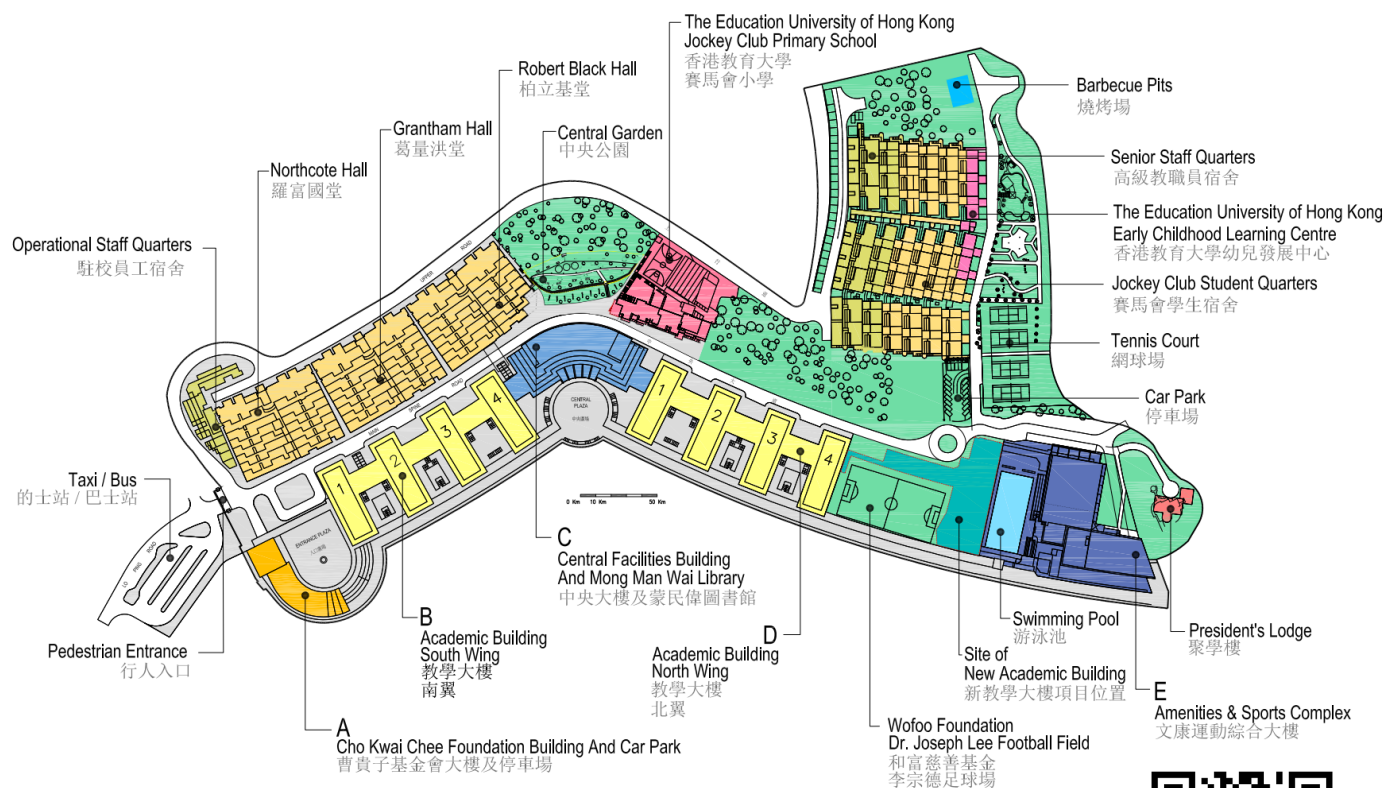 The Education University of Hong Kong
Jockey Club Primary School
香港教育大學
賽馬會小學
Robert Black Hall
柏立基堂
Barbecue Pits
燒烤場
Grantham Hall
葛量洪堂
Central Garden
中央公園
Northcote Hall
羅富國堂
Senior Staff Quarters
高級教職員宿舍
The Education University of Hong Kong
Early Childhood Learning Centre
香港教育大學幼兒發展中心
Operational Staff Quarters
駐校員工宿舍
Jockey Club Student Quarters
賽馬會學生宿舍
Tennis Court
網球場
Car Park
停車場
UPPER
ROAD
ROAD
CENTRAL
PLAZA
1
2
3
4
1
2
3
4
Taxi / Bus
的士站 / 巴士站
ENTRANCE PLAZA
LO PING ROAD
0 Km 10 Km 50 Km
Pedestrian Entrance
行人入口
A
Cho Kwai Chee Foundation Building And Car Park
曹貴子基金會大樓及停車場
B
Academic Building
South Wing
教學大樓
南翼
C
Central Facilities Building
And Mong Man Wai Library
中央大樓及蒙民偉圖書館
D
Academic Building
North Wing
教學大樓
北翼
Wofoo Foundation
Dr. Joseph Lee Football Field
和富慈善基金
李宗德足球場
Site of
New Academic Building
新教學大樓項目位置
Swimming Pool
游泳池
E
Amenities & Sports Complex
文康運動綜合大樓
President's Lodge
聚學樓